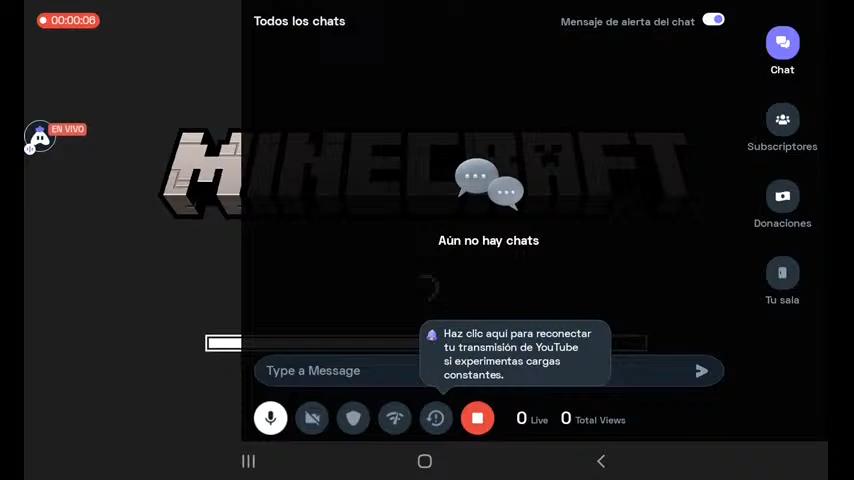 00:00:06
Todos los chats
Mensaje de alerta del chat
Chat
EN VIVO
MINECRAFT
Subscriptores
Aún no hay chats
Donaciones
Tu sala
Haz clic aquí para reconectar
tu transmisión de YouTube
si experimentas cargas
constantes.
Type a Message
0 Live 0 Total Views